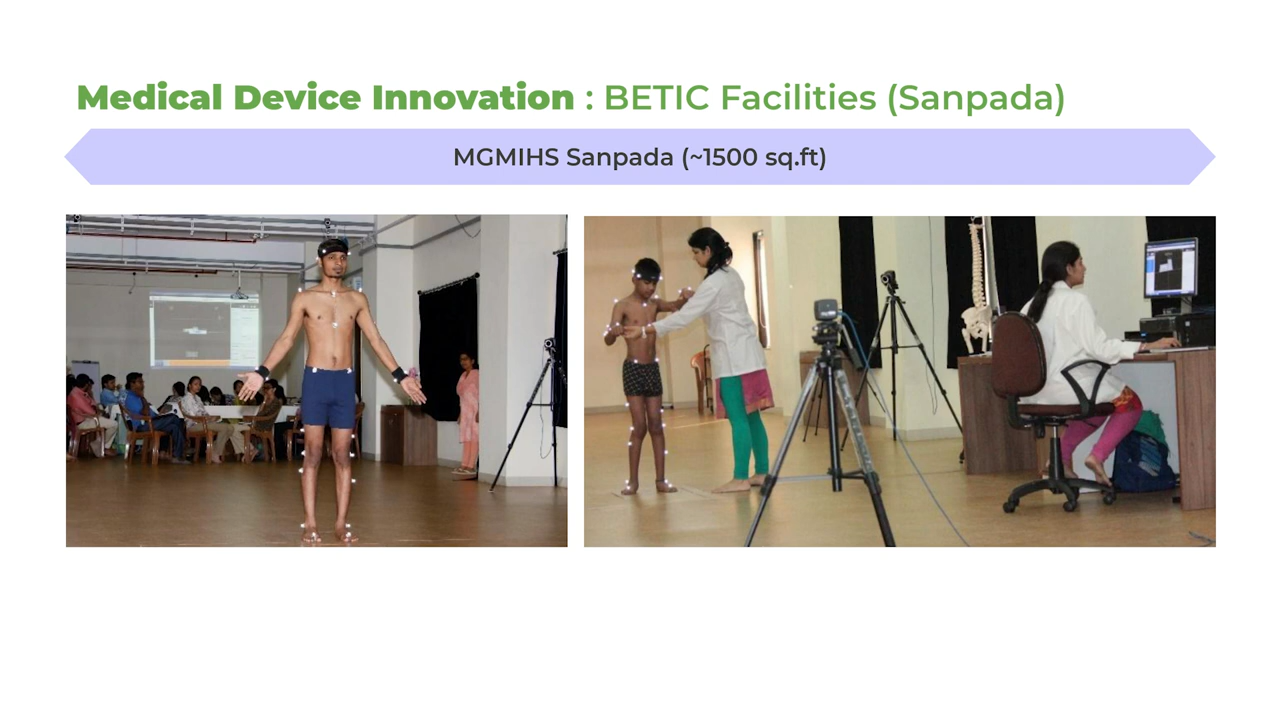 Medical Device Innovation : BETIC Facilities (Sanpada)
MGMIHS Sanpada (~1500 sq.ft)